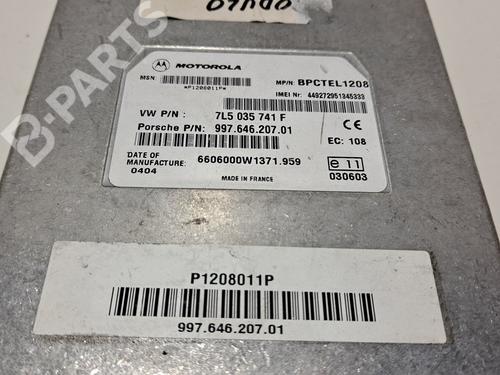 B-PARTS
MOTOROLA
MSN:
*P1208011P*
MP/N: BPCTEL1208
IMEI Nr: 449272951345333
VW P/N : 7L5 035 741 F
Porsche P/N: 997.646.207.01
CE
EC: 108
DATE OF
MANUFACTURE: 6606000W1371.959
0404
e 11
030603
MADE IN FRANCE
P1208011P
997.646.207.01